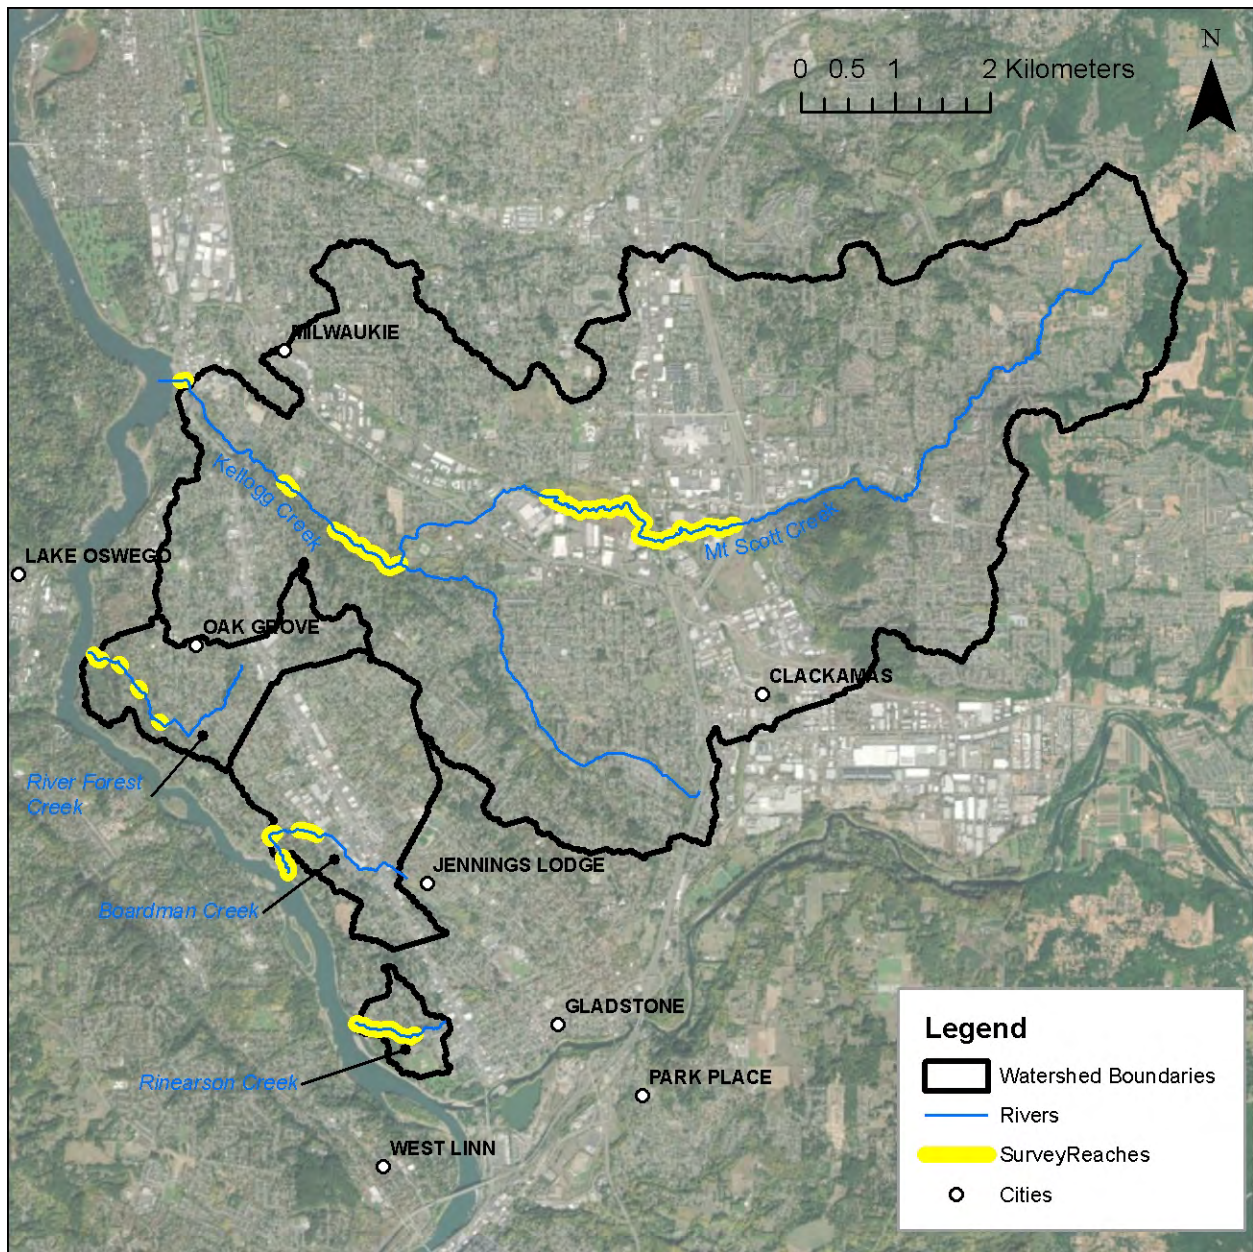 N
0 0.5 1 2 Kilometers
MILWAUKIE
Kellogg Creek
Mt Scott Creek
LAKE OSWEGO
OAK GROVE
CLACKAMAS
River Forest
Creek
JENNINGS LODGE
Boardman Creek
GLADSTONE
Rinearson Creek
PARK PLACE
WEST LINN
Legend
Watershed Boundaries
Rivers
SurveyReaches
Cities